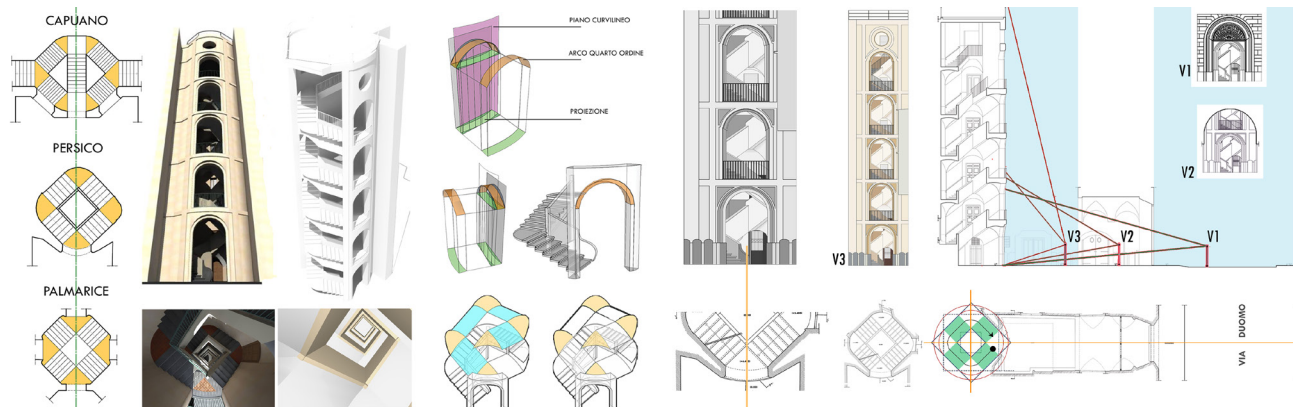 CAPUANO
PERSICO
PALMARICE
PIANO CURVILINEO
ARCO QUARTO ORDINE
PROIEZIONE
V3
V3
V2
V1
V1
V2
VIA DUOMO